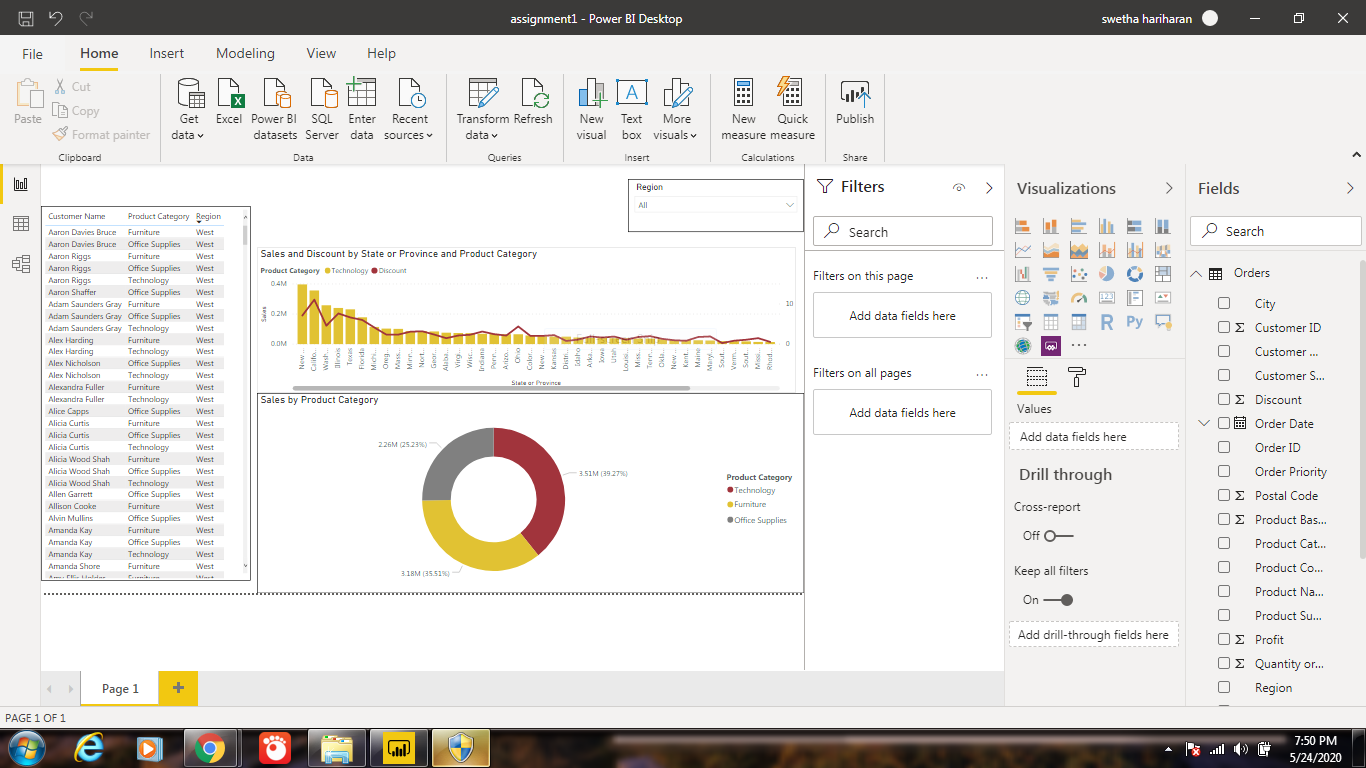 assignment1 - Power BI Desktop
swetha hariharan
File Home Insert Modeling View Help
Paste
Cut
Copy
Format painter
Clipboard
Get data
Excel
Power BI datasets
SQL Server
Enter data
Recent sources
Data
Transform data
Refresh
Queries
New visual
Text box
More visuals
Insert
New measure
Quick measure
Calculations
Publish
Share
Region
All
Customer Name Product Category Region
Aaron Davies Bruce Furniture West
Aaron Davies Bruce Office Supplies West
Aaron Riggs Furniture West
Aaron Riggs Office Supplies West
Aaron Riggs Technology West
Aaron Shaffer Office Supplies West
Adam Saunders Gray Furniture West
Adam Saunders Gray Office Supplies West
Adam Saunders Gray Technology West
Alex Harding Furniture West
Alex Harding Technology West
Alex Nicholson Office Supplies West
Alex Nicholson Technology West
Alexandra Fuller Furniture West
Alexandra Fuller Technology West
Alice Capps Office Supplies West
Alicia Curtis Furniture West
Alicia Curtis Office Supplies West
Alicia Curtis Technology West
Alicia Wood Shah Furniture West
Alicia Wood Shah Office Supplies West
Alicia Wood Shah Technology West
Allen Garrett Office Supplies West
Allison Cooke Furniture West
Alvin Mullins Office Supplies West
Amanda Kay Furniture West
Amanda Kay Office Supplies West
Amanda Kay Technology West
Amanda Shore Furniture West
Sales and Discount by State or Province and Product Category
Product Category Technology Discount
0.4M
0.2M
0.0M
Sales
10
0
New ...
Califo...
Wash...
Illinois
Texas
Florida
Michi...
Oreg...
Mass...
Minn...
Nort...
Geor...
Alaba...
Virgi...
Wisc...
Indiana
Penn...
Ohio
Color...
New ...
Kansas
Distri...
Idaho
Iowa
Utah
Louis...
Miss...
Tenn...
Okla...
New...
Kent...
Maine
Maryl...
Sout...
Verm...
Sout...
State or Province
Sales by Product Category
2.26M (25.23%)
3.51M (39.27%)
3.18M (35.51%)
Product Category
Technology
Furniture
Office Supplies
Filters
Search
Filters on this page ...
Add data fields here
Filters on all pages ...
Add data fields here
Visualizations
R Py
...
Values
Add data fields here
Drill through
Cross-report
Off
Keep all filters
On
Add drill-through fields here
Fields
Search
Orders
City
Σ Customer ID
Customer ...
Customer S...
Σ Discount
Order Date
Order ID
Order Priority
Σ Postal Code
Σ Product Bas...
Product Cat...
Product Co...
Product Na...
Product Su...
Σ Profit
Σ Quantity or...
Region
Page 1
PAGE 1 OF 1
7:50 PM
5/24/2020